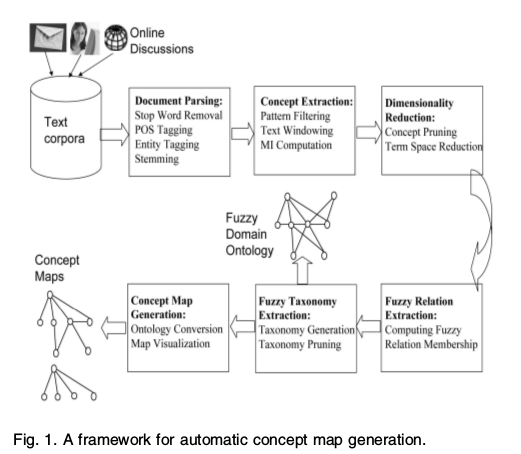 Online
Discussions
Text
corpora
Document Parsing:
Stop Word Removal
POS Tagging
Entity Tagging
Stemming
Concept Extraction:
Pattern Filtering
Text Windowing
MI Computation
Dimensionality
Reduction:
Concept Pruning
Term Space Reduction
Fuzzy
Domain
Ontology
Concept
Maps
Concept Map
Generation:
Ontology Conversion
Map Visualization
Fuzzy Taxonomy
Extraction:
Taxonomy Generation
Taxonomy Pruning
Fuzzy Relation
Extraction:
Computing Fuzzy
Relation Membership
Fig. 1. A framework for automatic concept map generation.